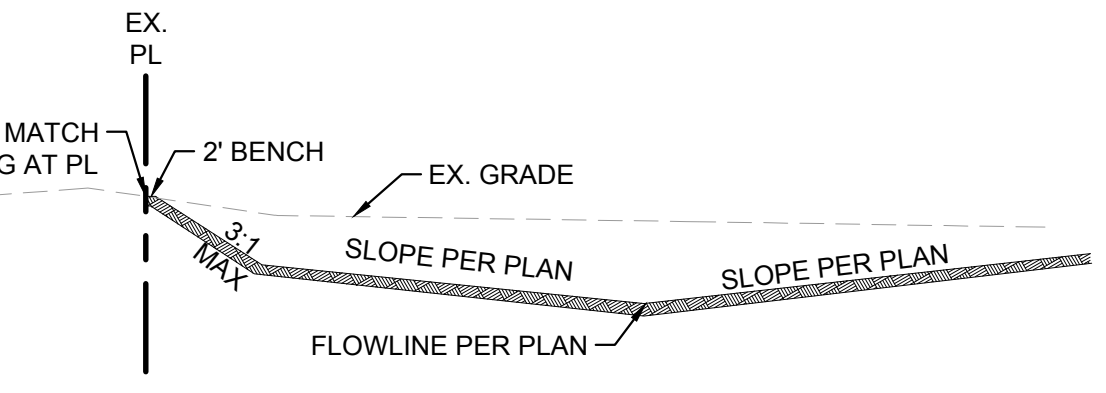 EX.
PL
MATCH
G AT PL
2' BENCH
EX. GRADE
3:1
MAX
SLOPE PER PLAN
SLOPE PER PLAN
FLOWLINE PER PLAN